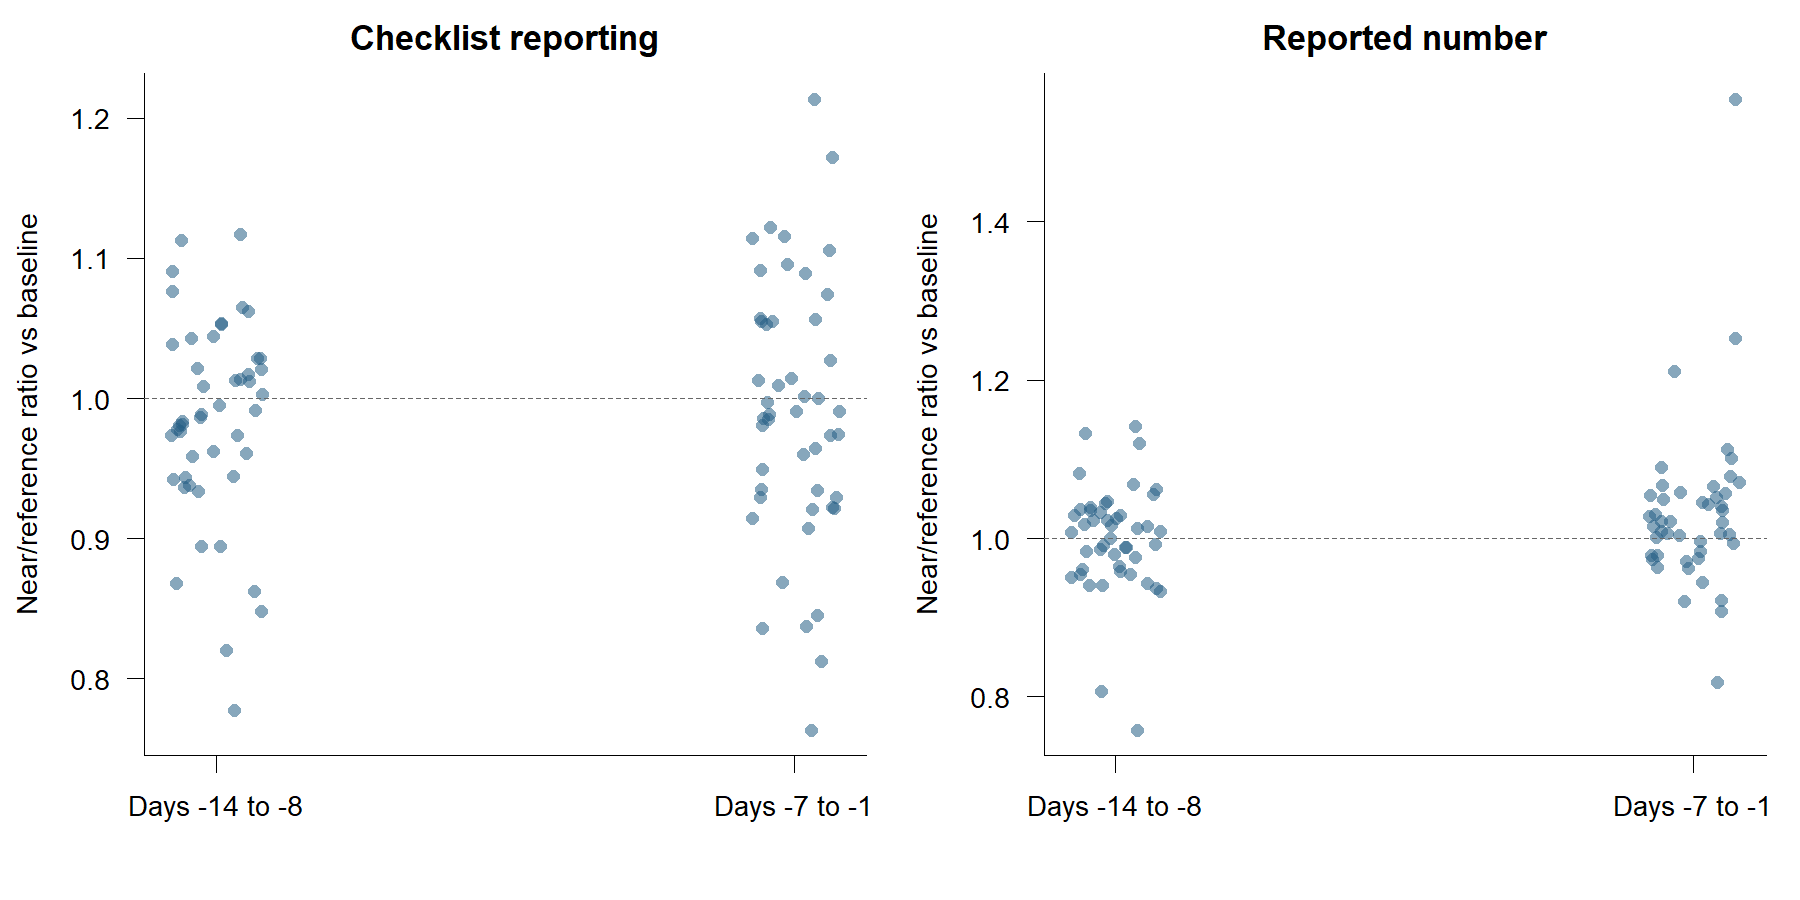 Checklist reporting
Near/reference ratio vs baseline
1.2
1.1
1.0
0.9
0.8
Days -14 to -8
Days -7 to -1
Reported number
Near/reference ratio vs baseline
1.4
1.2
1.0
0.8
Days -14 to -8
Days -7 to -1